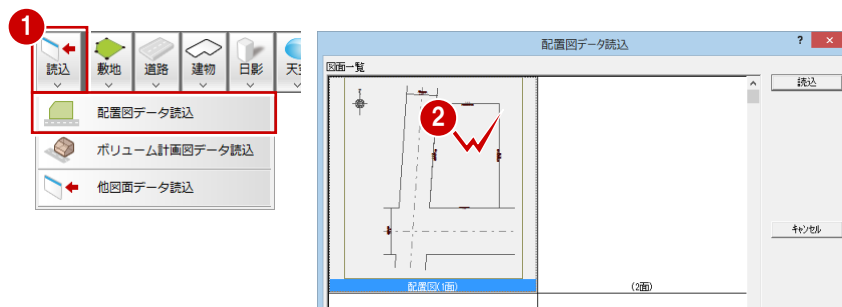 1
読込
敷地
道路
建物
日影
配置図データ読込
ボリューム計画図データ読込
他図面データ読込
配置図データ読込
?
×
図面一覧
読込
2
キャンセル
配置図(1面)
(2面)